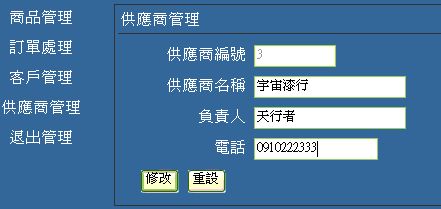 商品管理
訂單處理
客戶管理
供應商管理
退出管理
供應商管理
供應商編號 3
供應商名稱 宇宙漆行
負責人 天行者
電話 0910222333
修改 重設